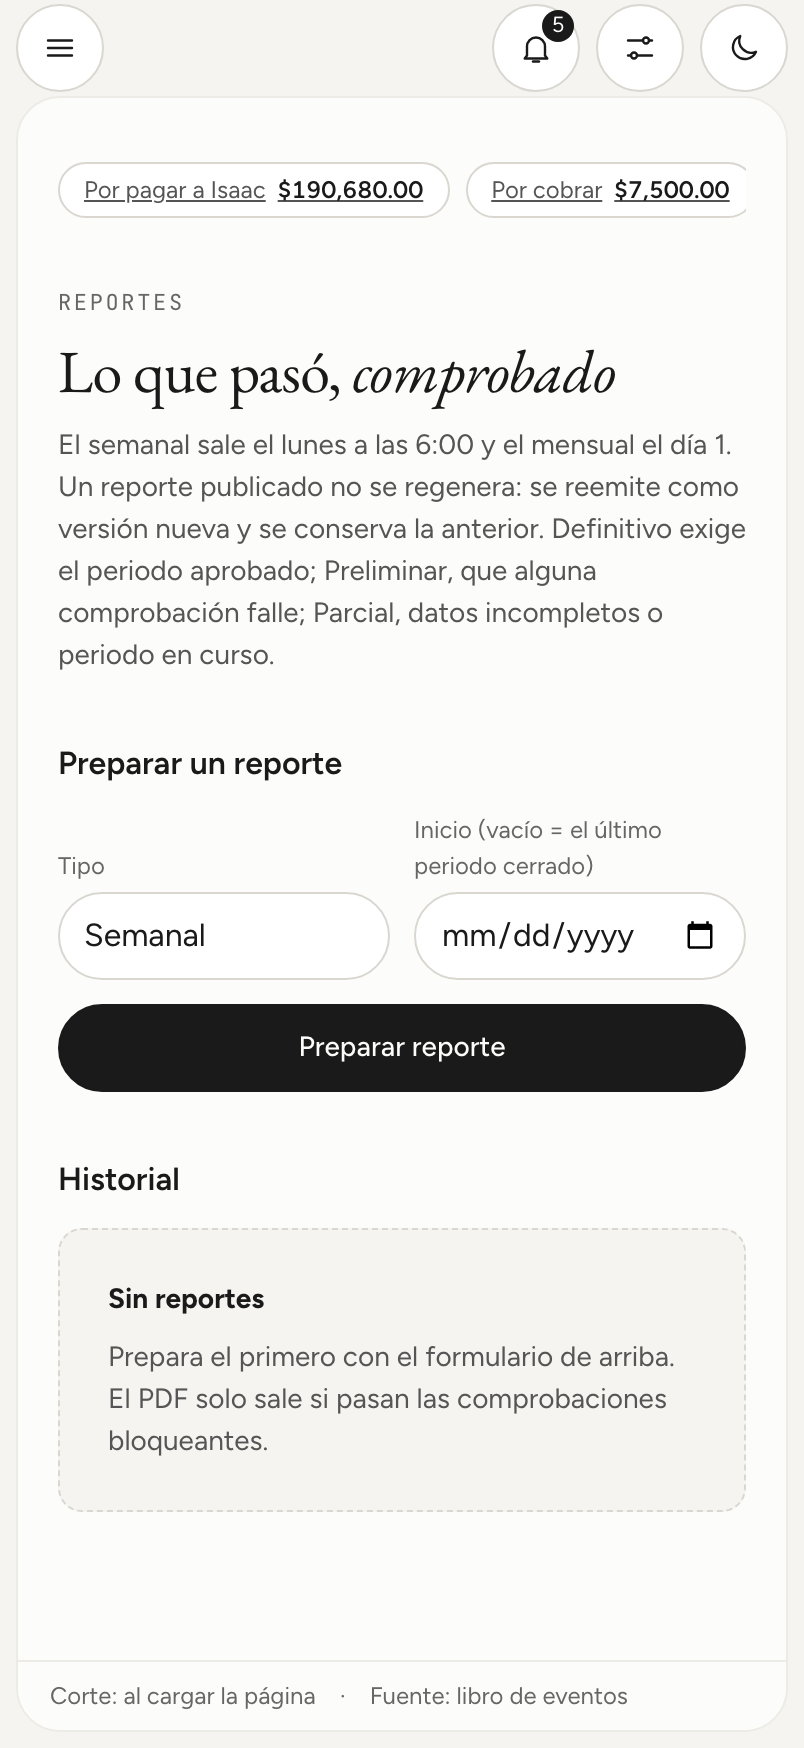 5
Por pagar a Isaac $190,680.00
Por cobrar $7,500.00
REPORTES
Lo que pasó, comprobado
El semanal sale el lunes a las 6:00 y el mensual el día 1.
Un reporte publicado no se regenera: se reemite como
versión nueva y se conserva la anterior. Definitivo exige
el periodo aprobado; Preliminar, que alguna
comprobación falle; Parcial, datos incompletos o
periodo en curso.
Preparar un reporte
Tipo
Semanal
Inicio (vacío = el último
periodo cerrado)
mm/dd/yyyy
Preparar reporte
Historial
Sin reportes
Prepara el primero con el formulario de arriba.
El PDF solo sale si pasan las comprobaciones
bloqueantes.
Corte: al cargar la página · Fuente: libro de eventos